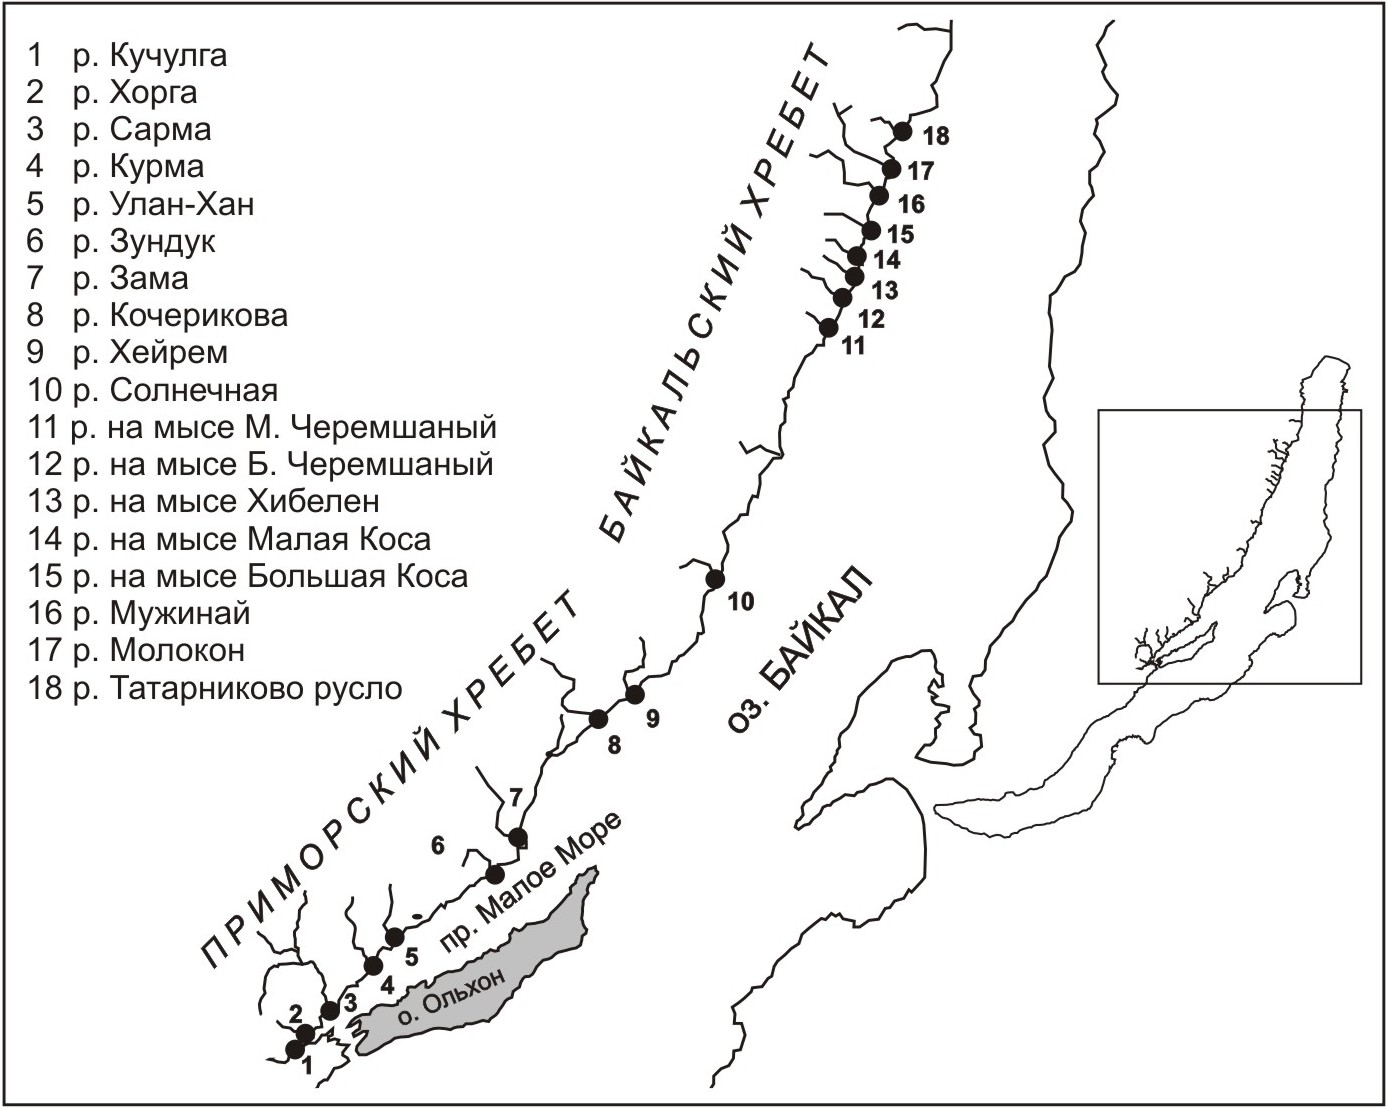 1 р. Кучулга
2 р. Хорга
3 р. Сарма
4 р. Курма
5 р. Улан-Хан
6 р. Зундук
7 р. Зама
8 р. Кочерикова
9 р. Хейрем
10 р. Солнечная
11 р. на мысе М. Черемшаный
12 р. на мысе Б. Черемшаный
13 р. на мысе Хибелен
14 р. на мысе Малая Коса
15 р. на мысе Большая Коса
16 р. Мужинай
17 р. Молокон
18 р. Татарниково русло
БАЙКАЛЬСКИЙ ХРЕБЕТ
ПРИМОРСКИЙ ХРЕБЕТ
оз. БАЙКАЛ
пр. Малое Море
о. Ольхон
18
17
16
15
14
13
12
11
10
9
8
7
6
5
4
3
2
1